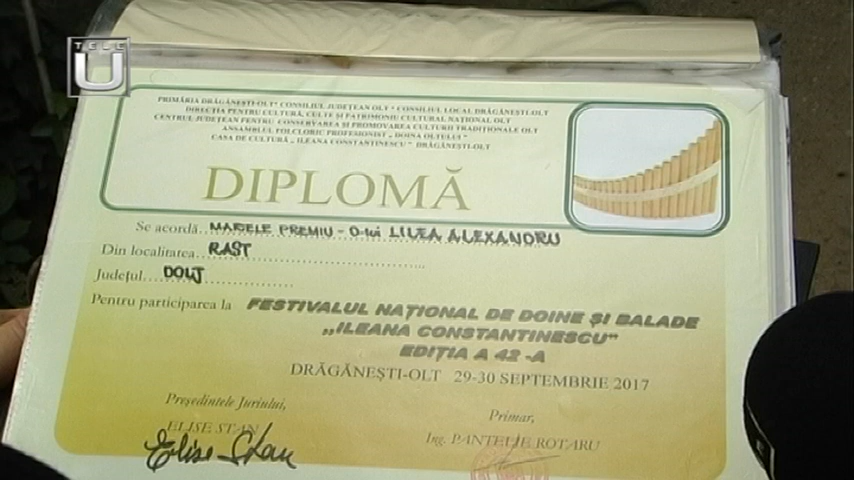 TELE
U
PRIMĂRIA DRĂGĂNEȘTI-OLT* CONSILIUL JUDEȚEAN OLT * CONSILIUL LOCAL DRĂGĂNEȘTI-OLT
DIRECȚIA PENTRU CULTURĂ, CULTE ȘI PATRIMONIU CULTURAL NAȚIONAL OLT
CENTRUL JUDEȚEAN PENTRU CONSERVAREA ȘI PROMOVAREA CULTURII TRADIȚIONALE OLT
ANSAMBLUL FOLCLORIC PROFESIONIST „ DOINA OLTULUI"
CASA DE CULTURĂ „ ILEANA CONSTANTINESCU" DRĂGĂNEȘTI-OLT
DIPLOMĂ
Se acordă MARELE PREMIU - D-lui LILEA ALEXANDRU
Din localitatea RAST
Județul DOLJ
Pentru participarea la FESTIVALUL NAȚIONAL DE DOINE ȘI BALADE
,,ILEANA CONSTANTINESCU"
EDIȚIA A 42 -A
DRĂGĂNEȘTI-OLT 29-30 SEPTEMBRIE 2017
Președintele Juriului,
ELISE STAN
Elise Stan
Primar,
Ing. PANTELIE ROTARU